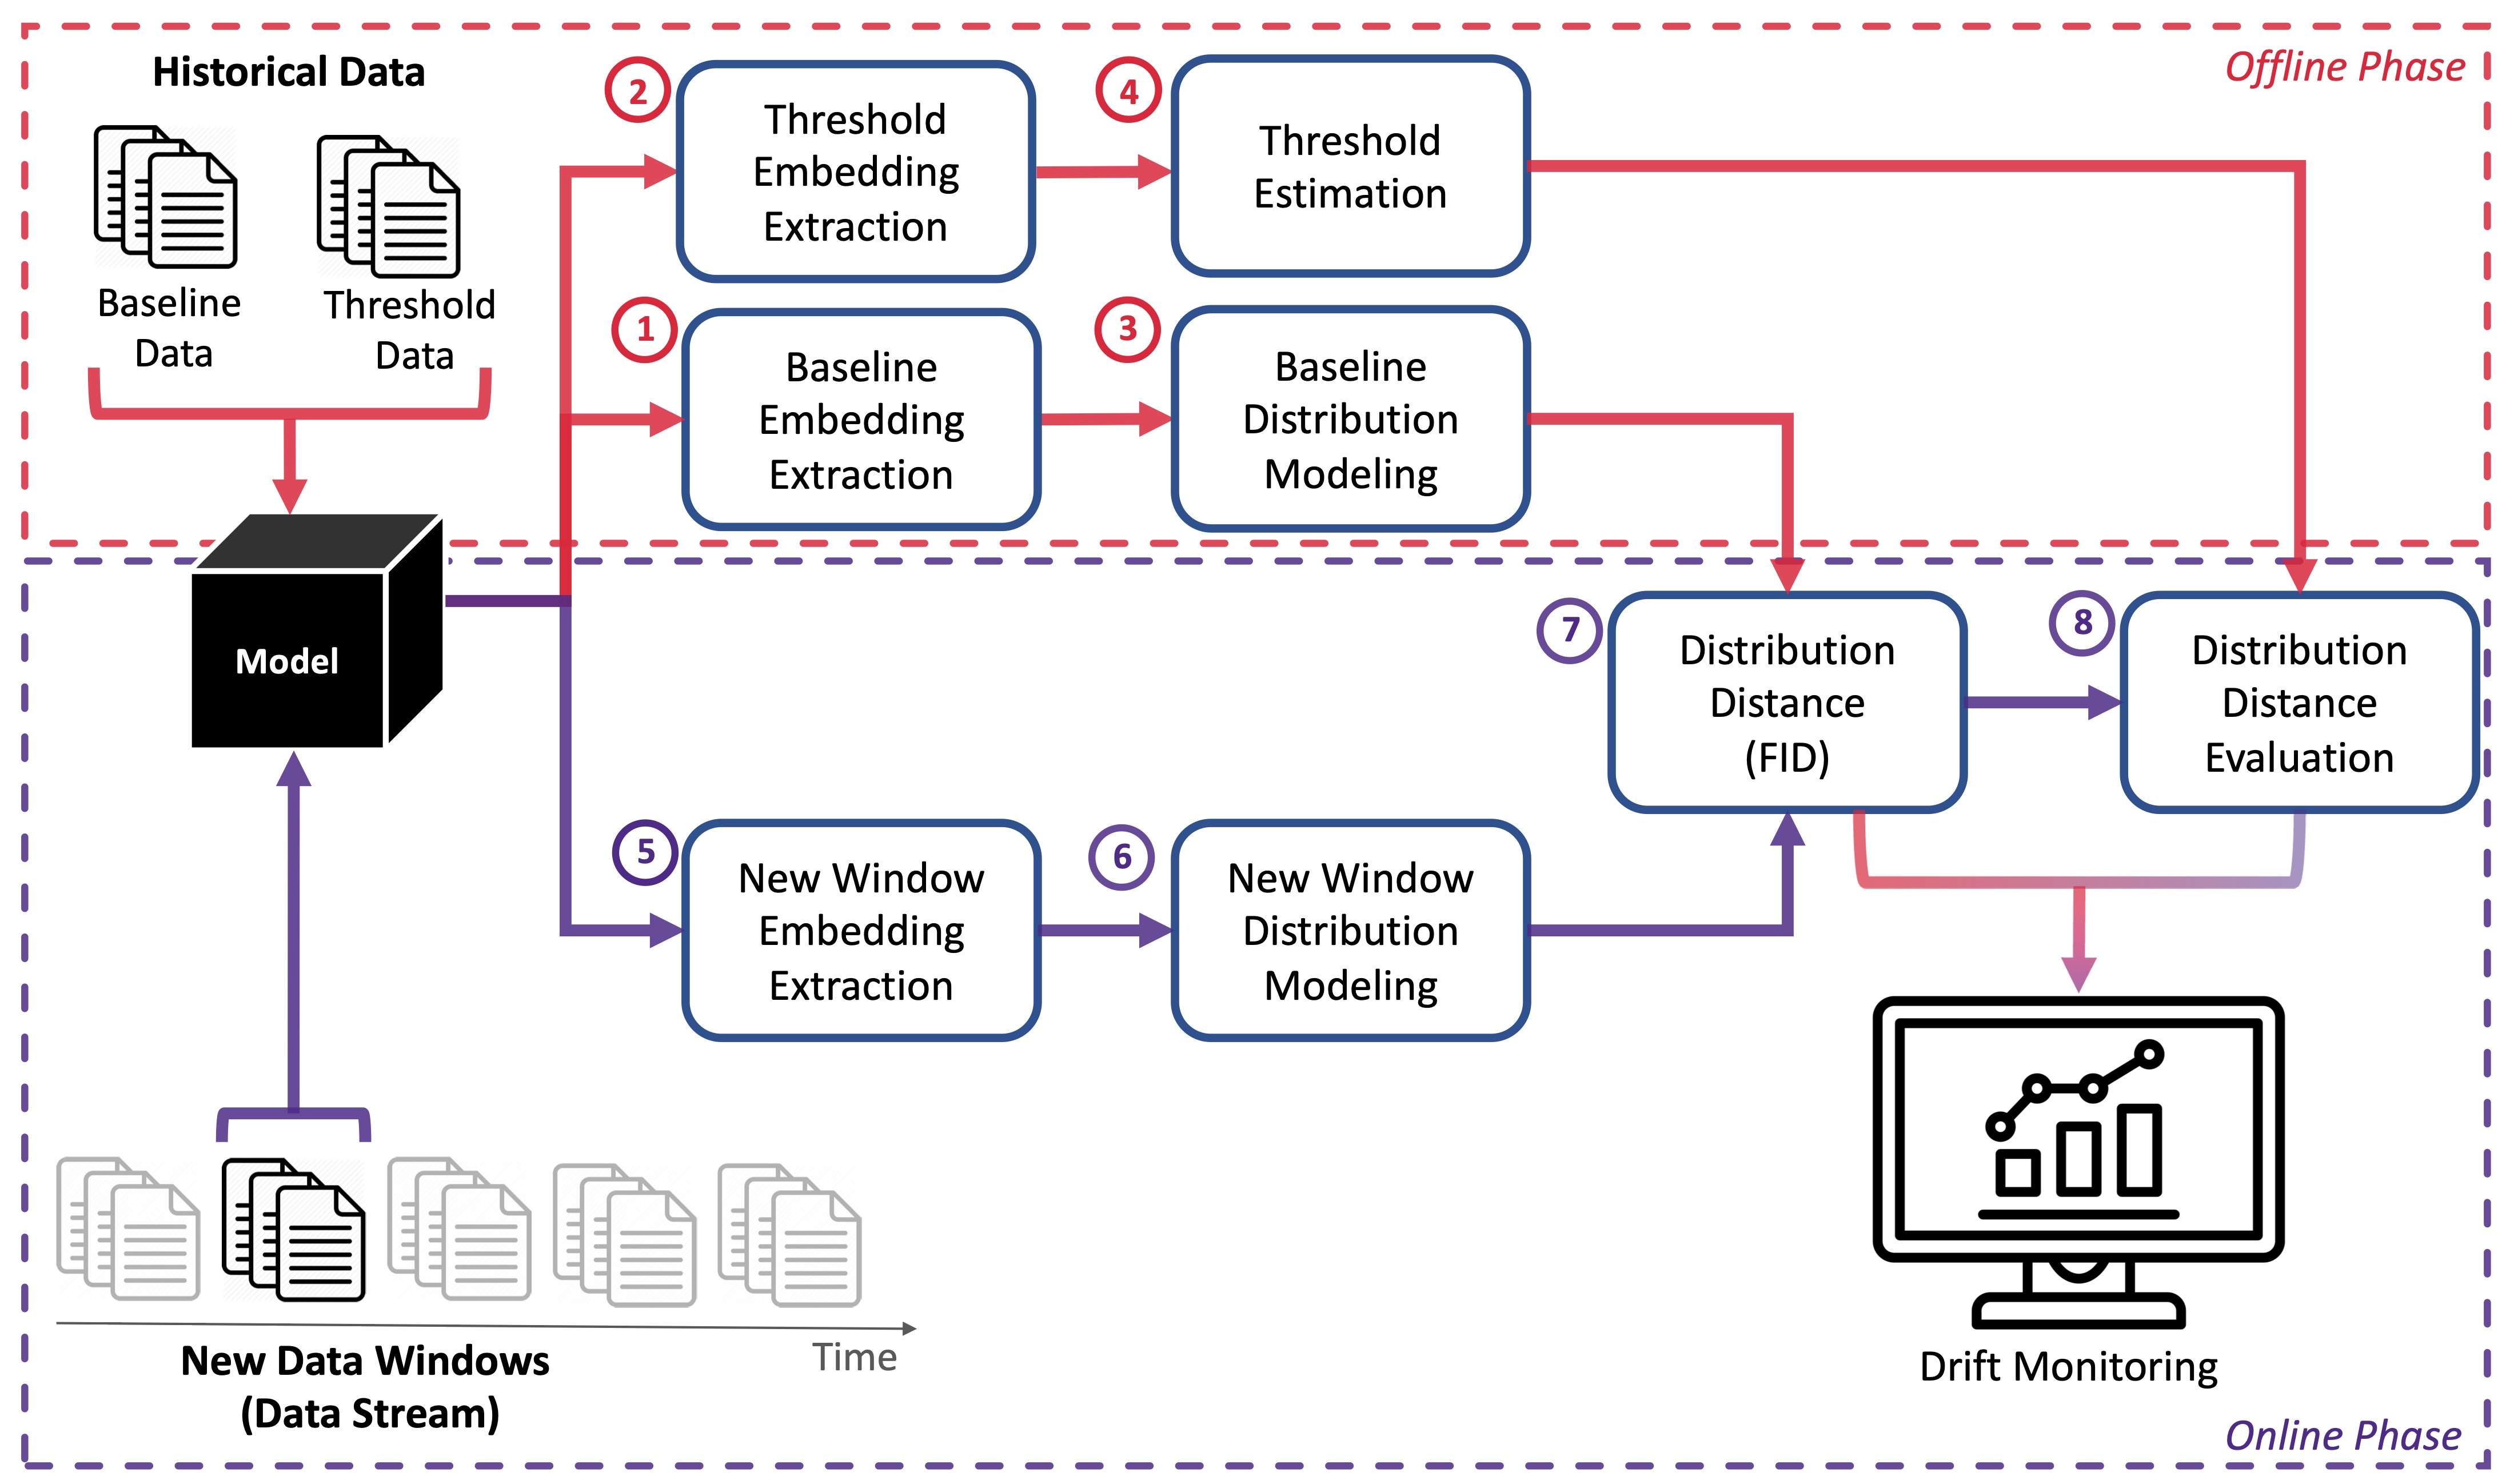 Historical Data
Offline Phase
Baseline
Data
Threshold
Data
2
Threshold
Embedding
Extraction
4
Threshold
Estimation
1
Baseline
Embedding
Extraction
3
Baseline
Distribution
Modeling
Model
5
New Window
Embedding
Extraction
6
New Window
Distribution
Modeling
7
Distribution
Distance
(FID)
8
Distribution
Distance
Evaluation
Time
New Data Windows
(Data Stream)
Drift Monitoring
Online Phase